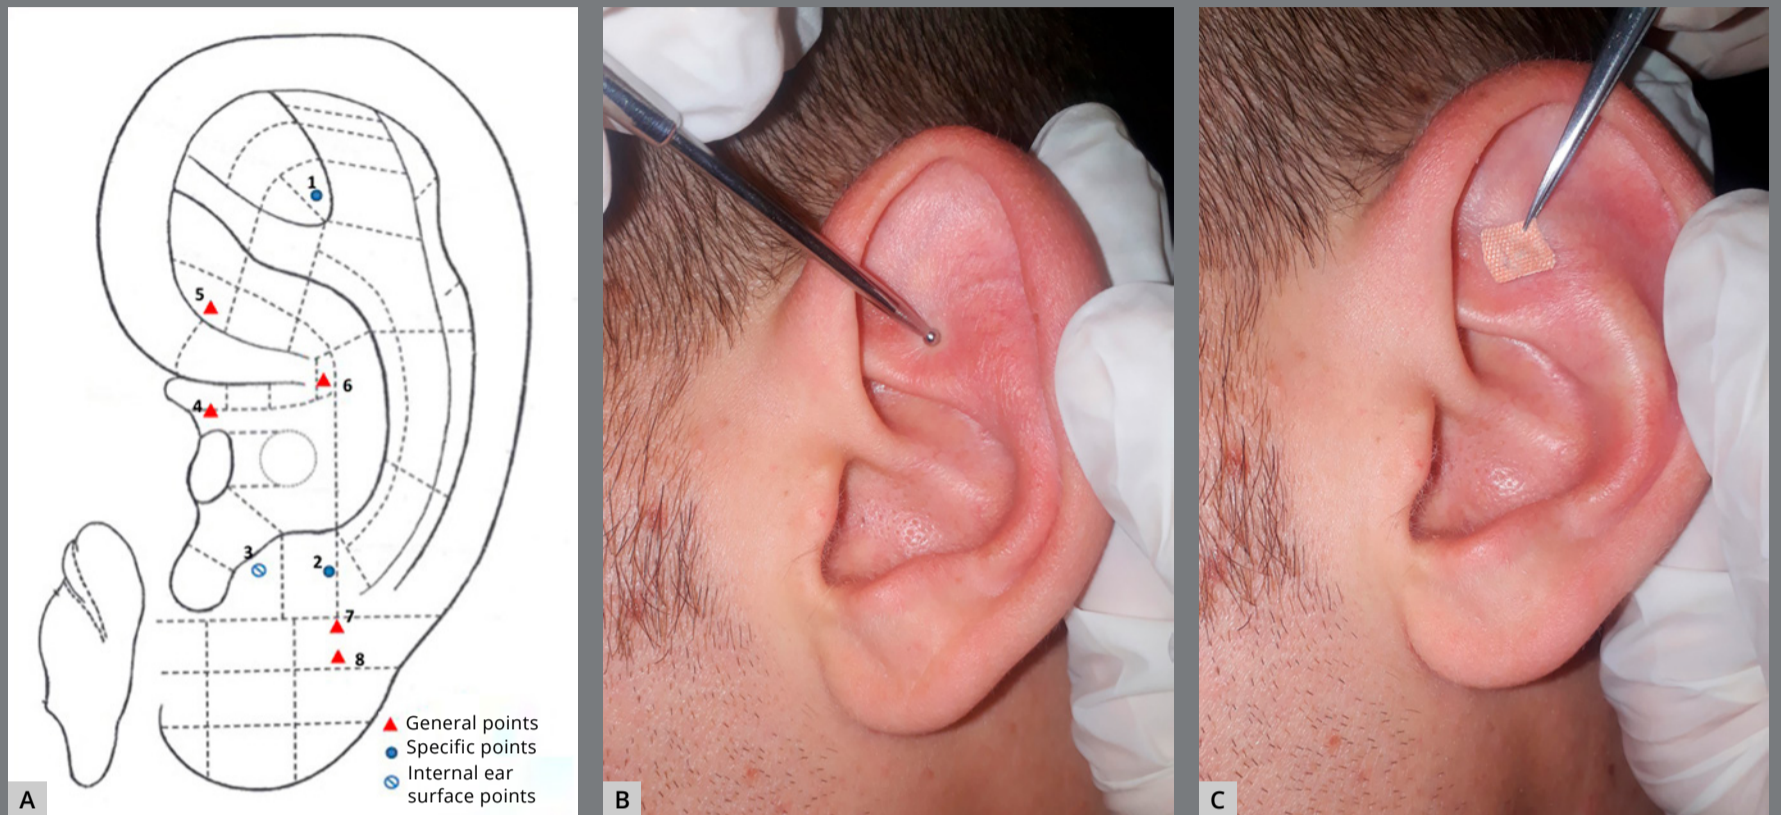 1
5
6
4
3
2
7
8
General points
Specific points
Internal ear
surface points
A
B
C